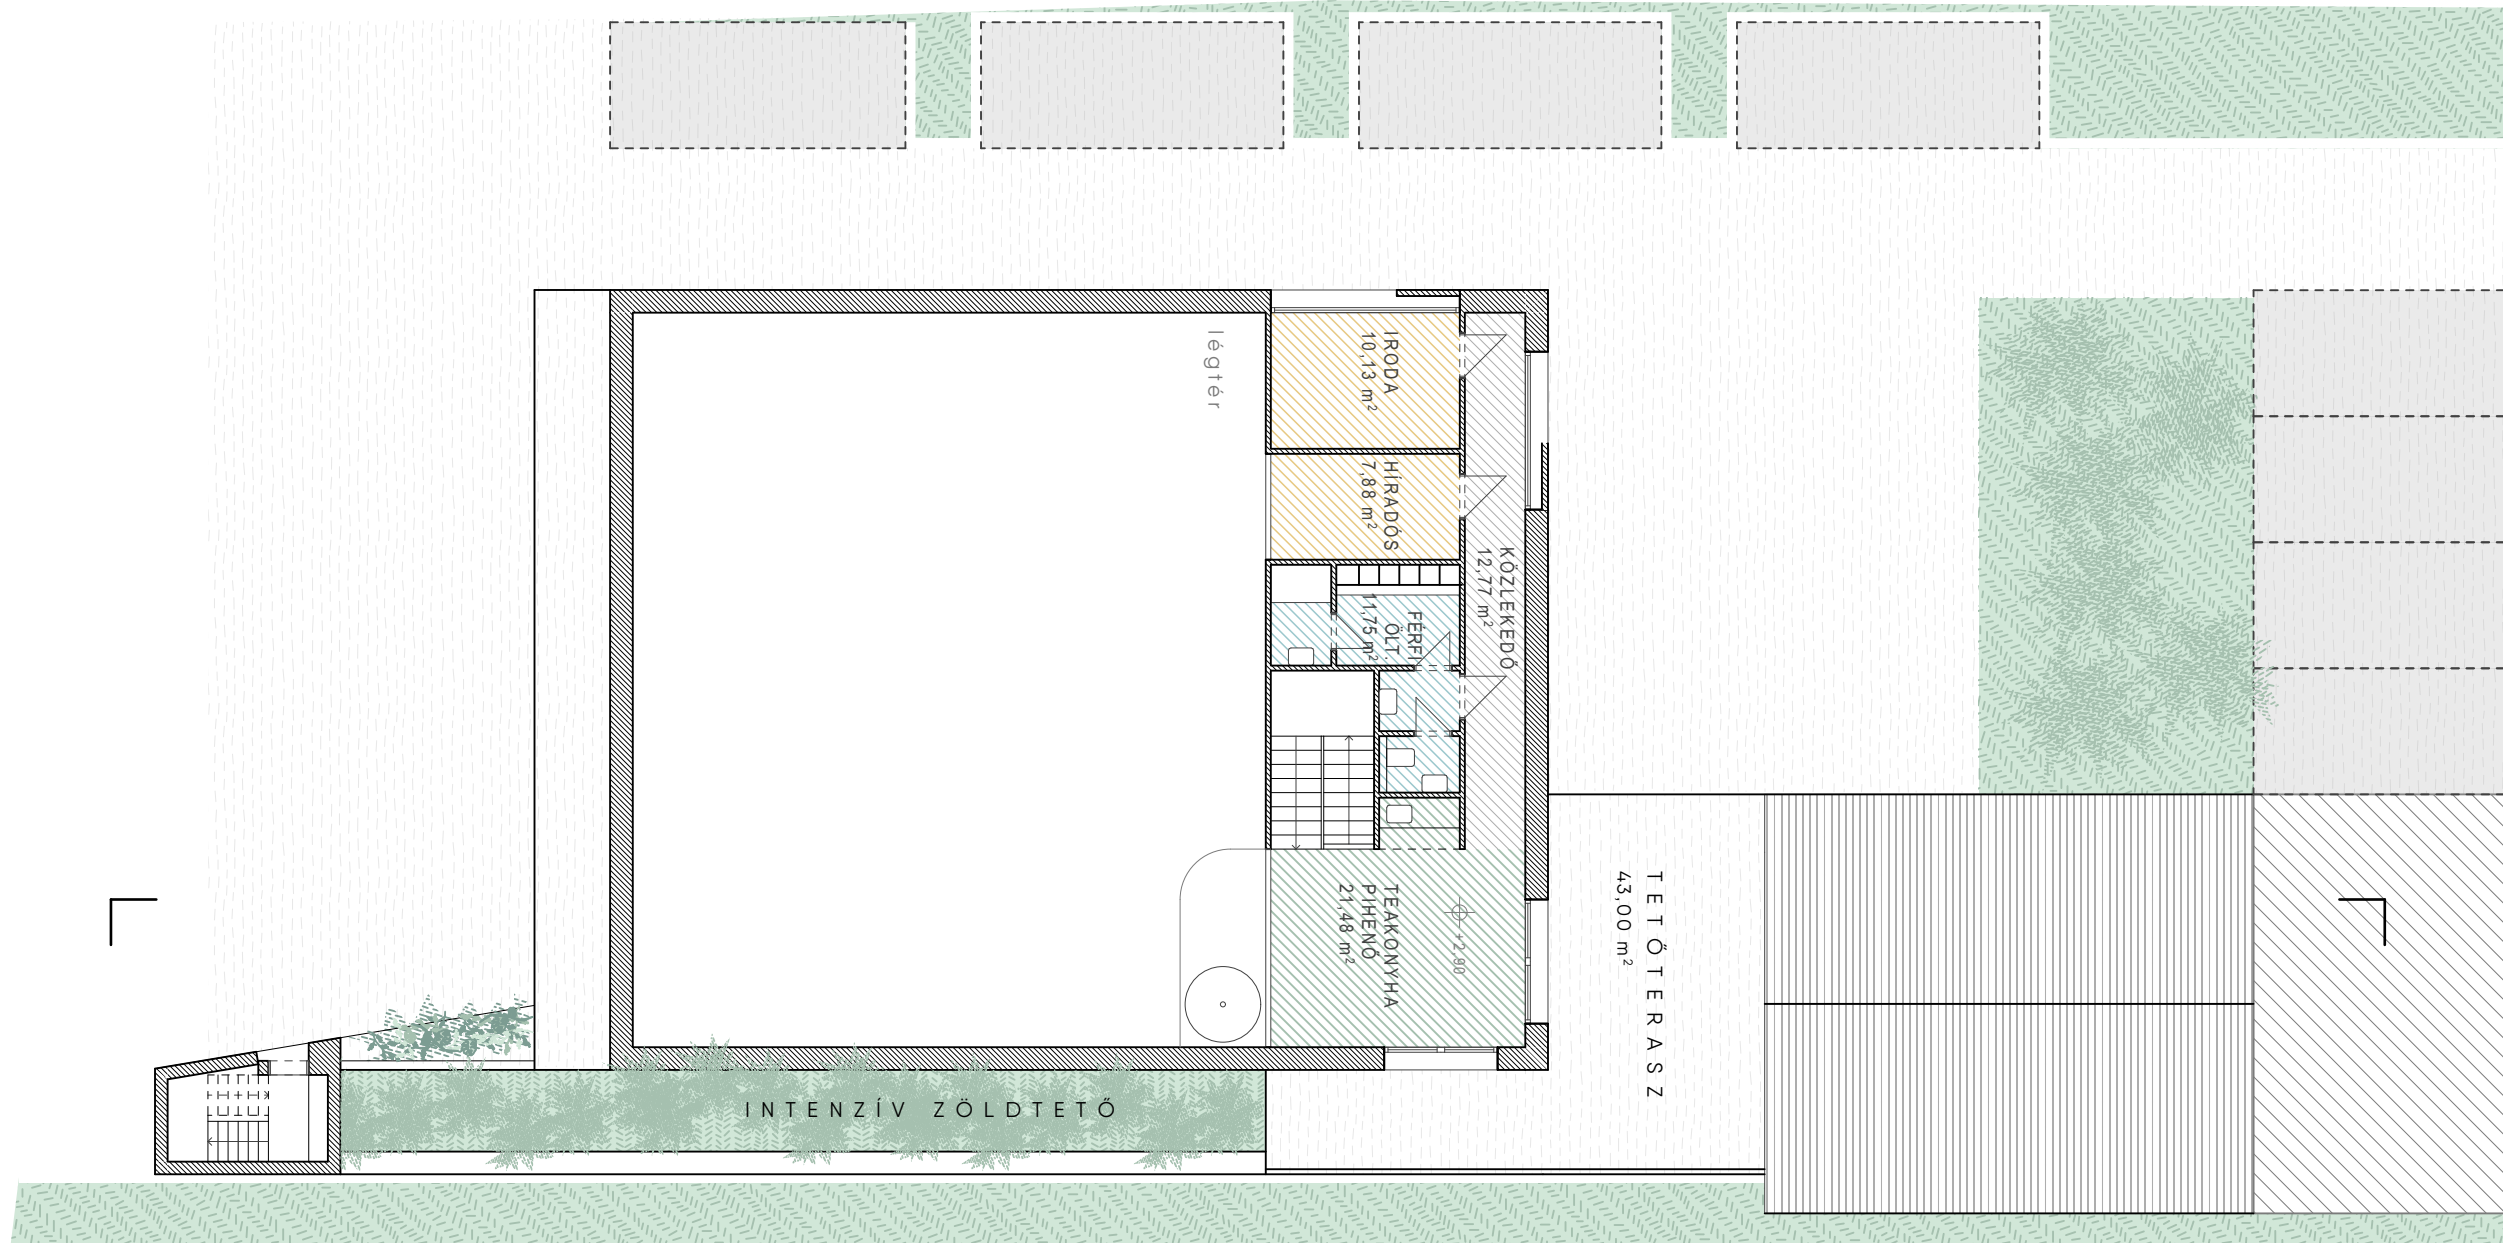 légtér
IRODA
10,13 m²
HÍRADÓS
7,88 m²
KÖZLEKEDŐ
12,77 m²
FÉRFI
ÖLT.
11,75 m²
TEAKONYHA
PIHENŐ
21,48 m²
+2,90
TETŐTERASZ
43,00 m²
INTENZÍV ZÖLDTETŐ